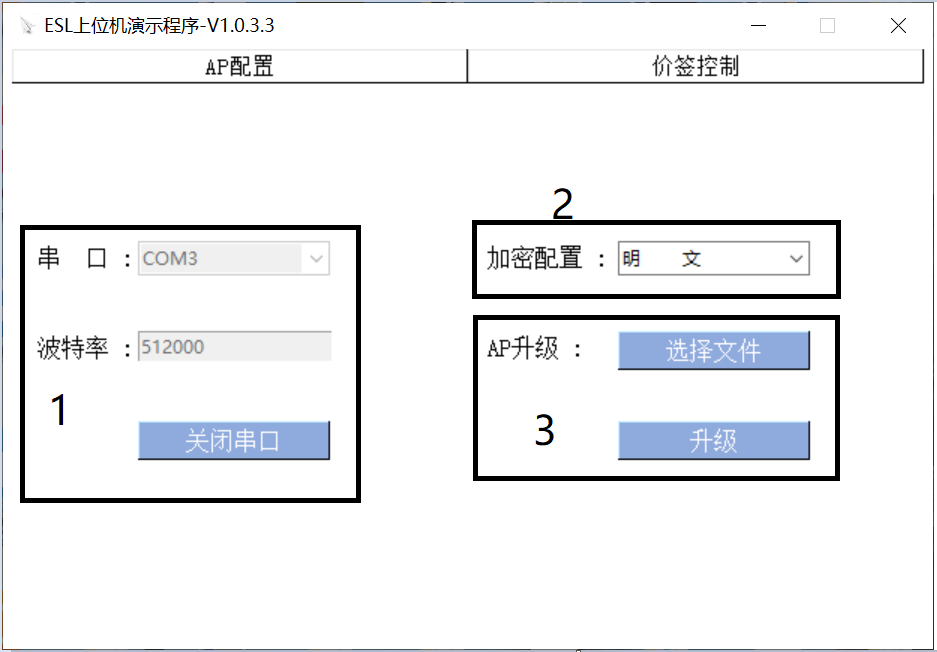 ESL上位机演示程序-V1.0.3.3
AP配置 价签控制
2
串 口 : COM3
加密配置 : 明 文
波特率 : 512000
AP升级 : 选择文件
1
3
关闭串口
升级